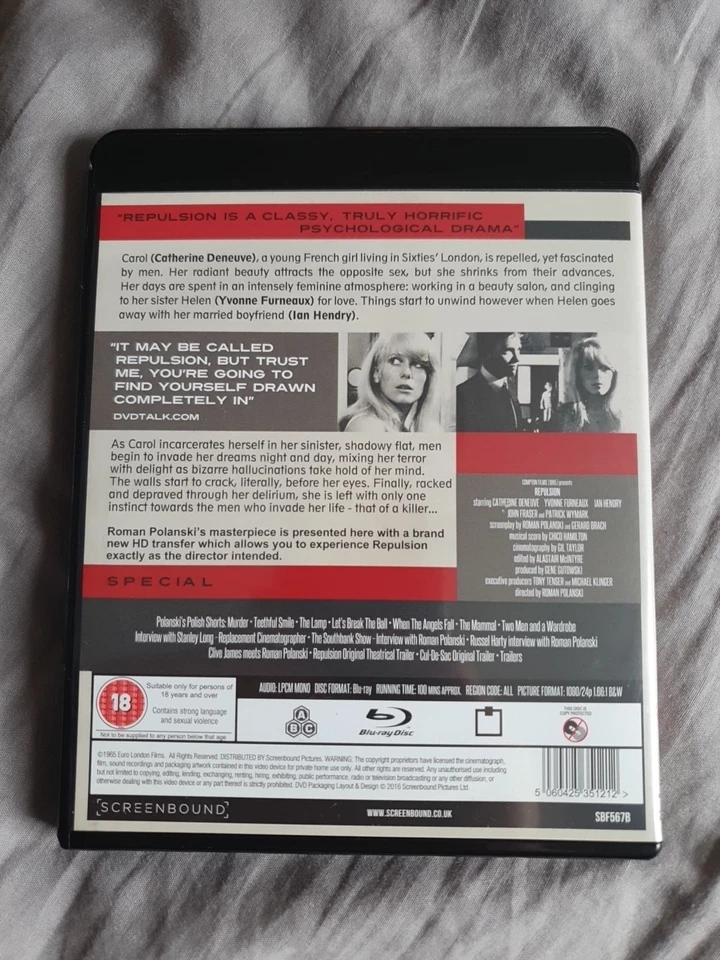 "REPULSION IS A CLASSY, TRULY HORRIFIC
PSYCHOLOGICAL DRAMA"
Carol (Catherine Deneuve), a young French girl living in Sixties' London, is repelled, yet fascinated
by men. Her radiant beauty attracts the opposite sex, but she shrinks from their advances.
Her days are spent in an intensely feminine atmosphere: working in a beauty salon, and clinging
to her sister Helen (Yvonne Furneaux) for love. Things start to unwind however when Helen goes
away with her married boyfriend (Ian Hendry).
"IT MAY BE CALLED
REPULSION, BUT TRUST
ME, YOU'RE GOING TO
FIND YOURSELF DRAWN
COMPLETELY IN"
DVDTALK.COM
As Carol incarcerates herself in her sinister, shadowy flat, men
begin to invade her dreams night and day, mixing her terror
with delight as bizarre hallucinations take hold of her mind.
The walls start to crack, literally, before her eyes. Finally, racked
and depraved through her delirium, she is left with only one
instinct towards the men who invade her life - that of a killer...
Roman Polanski's masterpiece is presented here with a brand
new HD transfer which allows you to experience Repulsion
exactly as the director intended.
COMPTON FILMS presents
REPULSION
starring CATHERINE DENEUVE YVONNE FURNEAUX IAN HENDRY
JOHN FRASER and PATRICK WYMARK
screenplay by ROMAN POLANSKI and GERARD BRACH
musical score by CHICO HAMILTON
cinematography by GIL TAYLOR
edited by ALASTAIR McINTYRE
produced by GENE GUTOWSKI
executive producers TONY TENSER and MICHAEL KLINGER
directed by ROMAN POLANSKI
SPECIAL
Polanski's Polish Shorts: Murder - Teethful Smile - The Lamp - Let's Break The Ball - When The Angels Fall - The Mammal - Two Men and a Wardrobe
Interview with Stanley Long - Replacement Cinematographer - The Southbank Show - Interview with Roman Polanski - Russel Harty interview with Roman Polanski
Clive James meets Roman Polanski - Repulsion Original Theatrical Trailer - Cul-De-Sac Original Trailer - Trailers
AUDIO: LPCM MONO DISC FORMAT: Blu-ray RUNNING TIME: 100 MINS APPROX. REGION CODE: ALL PICTURE FORMAT: 1080/24p 1.66:1 B&W
18
Suitable only for persons of
18 years and over
Contains strong language
and sexual violence
Not to be supplied to any person below that age
A
B C
Blu-ray Disc
THIS DISC IS
COPY PROTECTED
©1965 Euro London Films. All Rights Reserved. DISTRIBUTED BY Screenbound Pictures. WARNING: The copyright proprietors have licensed the cinematograph,
film, sound recordings and packaging artwork contained in this video device for private home use only. All other rights are reserved. Any unauthorised use including
but not limited to copying, editing, lending, exchanging, renting, hiring, exhibiting, public performance, radio or television broadcasting or any other diffusion, or
otherwise dealing with this video device or any part thereof is strictly prohibited. DVD Packaging Layout & Design © 2016 Screenbound Pictures Ltd.
5 060425 351212 >
[SCREENBOUND]
WWW.SCREENBOUND.CO.UK
SBF567B